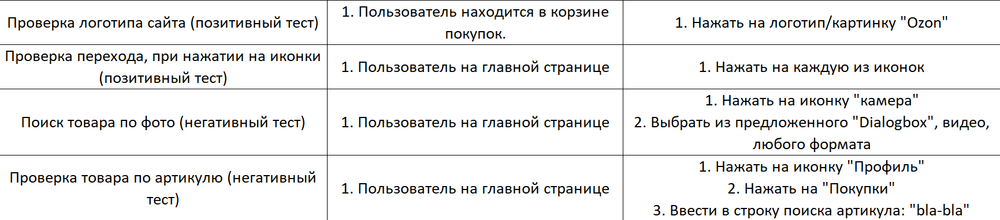 Проверка логотипа сайта (позитивный тест)
1. Пользователь находится в корзине
покупок.
1. Нажать на логотип/картинку "Ozon"
Проверка перехода, при нажатии на иконки
(позитивный тест)
1. Пользователь на главной странице
1. Нажать на каждую из иконок
Поиск товара по фото (негативный тест)
1. Пользователь на главной странице
1. Нажать на иконку "камера"
2. Выбрать из предложенного "Dialogbox", видео,
любого формата
Проверка товара по артикулю (негативный
тест)
1. Пользователь на главной странице
1. Нажать на иконку "Профиль"
2. Нажать на "Покупки"
3. Ввести в строку поиска артикула: "bla-bla"